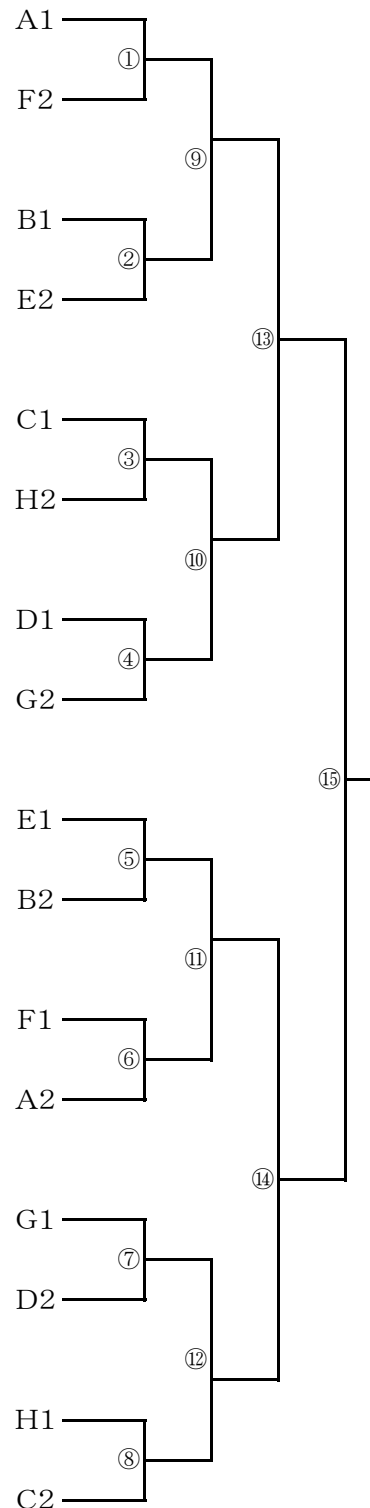 A1
①
F2
⑨
B1
②
E2
⑬
C1
③
H2
⑩
D1
④
G2
⑮
E1
⑤
B2
⑪
F1
⑥
A2
⑭
G1
⑦
D2
⑫
H1
⑧
C2